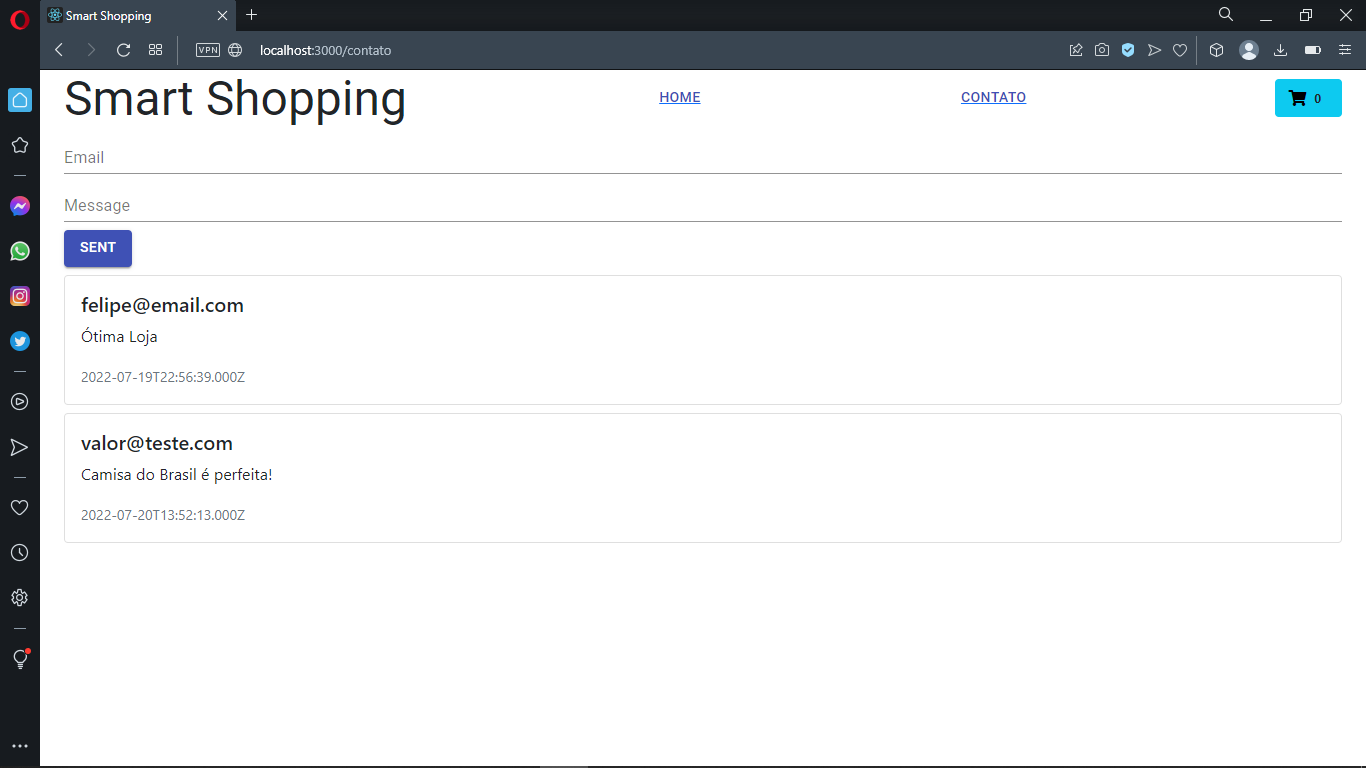 Smart Shopping
VPN
localhost:3000/contato
Smart Shopping
HOME
CONTATO
0
Email
Message
SENT
felipe@email.com
Ótima Loja
2022-07-19T22:56:39.000Z
valor@teste.com
Camisa do Brasil é perfeita!
2022-07-20T13:52:13.000Z